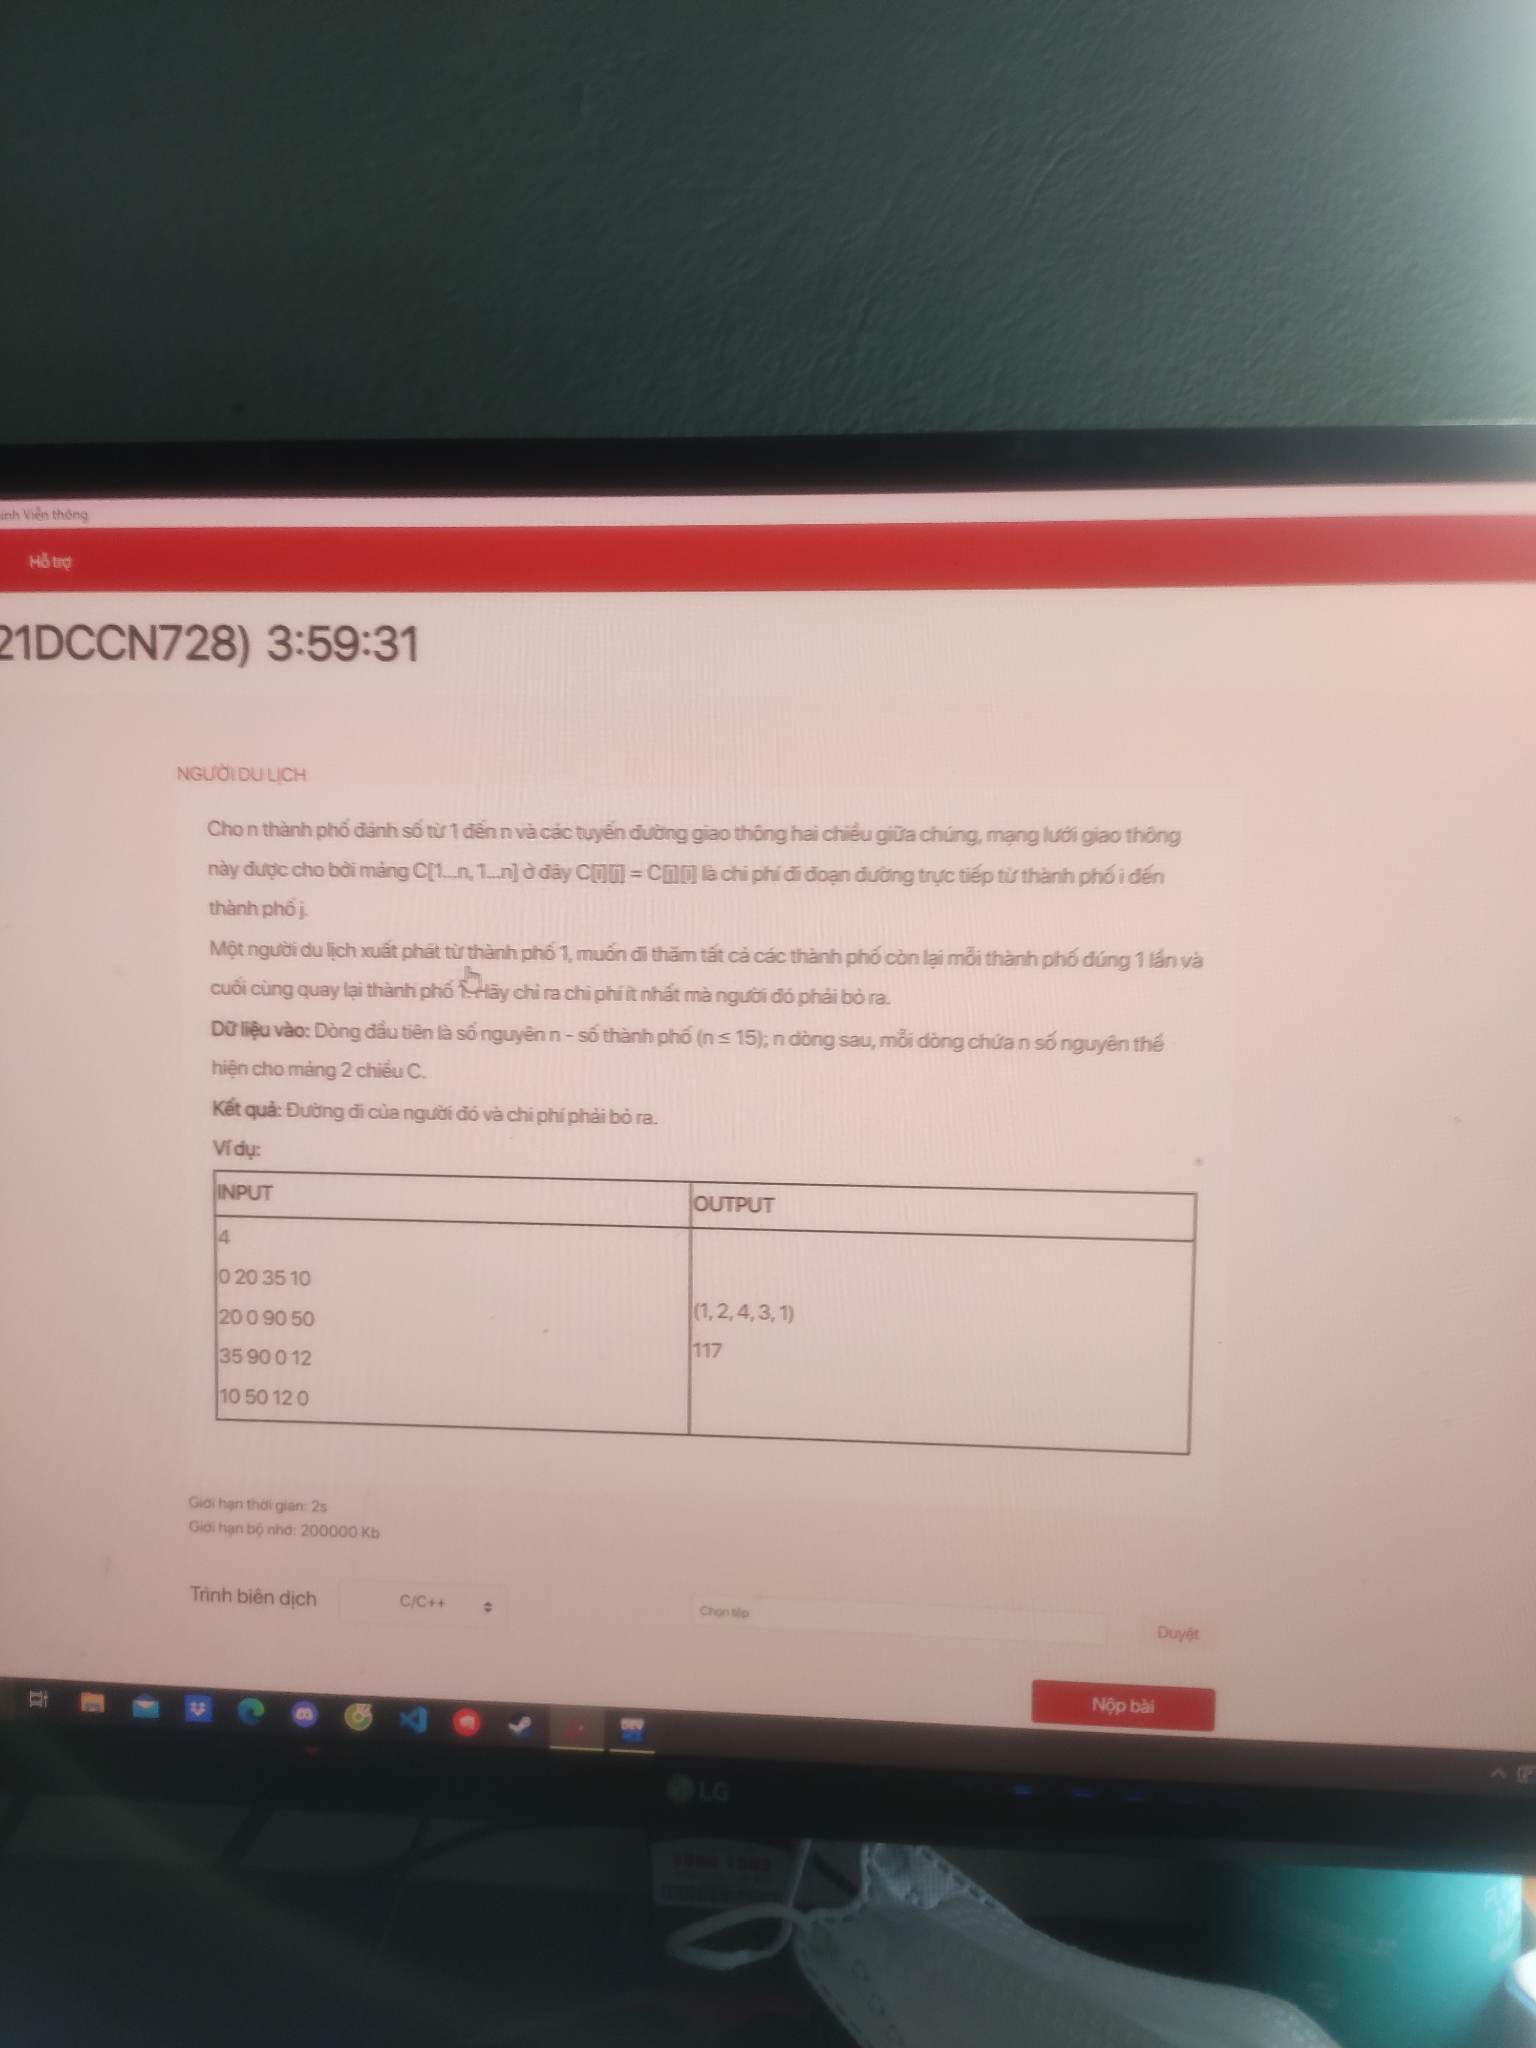 Viễn thông
Hỗ trợ
21DCCN728) 3:59:31
NGƯỜI DU LỊCH
Cho n thành phố đánh số từ 1 đến n và các tuyến đường giao thông hai chiều giữa chúng, mạng lưới giao thông
này được cho bởi mảng C[1...n, 1...n] ở đây C[i][j] = C[j][i] là chi phí đi đoạn đường trực tiếp từ thành phố i đến
thành phố j.
Một người du lịch xuất phát từ thành phố 1, muốn đi thăm tất cả các thành phố còn lại mỗi thành phố đúng 1 lần và
cuối cùng quay lại thành phố 1. Hãy chỉ ra chi phí ít nhất mà người đó phải bỏ ra.
Dữ liệu vào: Dòng đầu tiên là số nguyên n – số thành phố (n ≤ 15); n dòng sau, mỗi dòng chứa n số nguyên thể
hiện cho mảng 2 chiều C.
Kết quả: Đường đi của người đó và chi phí phải bỏ ra.
Ví dụ:
INPUT
OUTPUT
4
0 20 35 10
20 0 90 50
35 90 0 12
10 50 12 0
(1, 2, 4, 3, 1)
117
Giới hạn thời gian: 2s
Giới hạn bộ nhớ: 200000 Kb
Trình biên dịch
C/C++
Chọn tệp
Duyệt
Nộp bài
DEV
LG